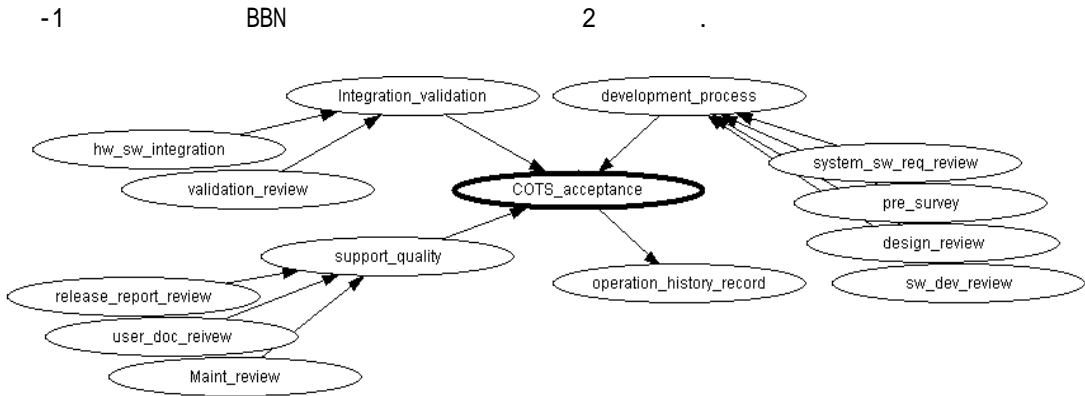 -1 BBN 2 .
Integration_validation
development_process
hw_sw_integration
system_sw_req_review
validation_review
COTS_acceptance
pre_survey
design_review
support_quality
operation_history_record
sw_dev_review
release_report_review
user_doc_reivew
Maint_review